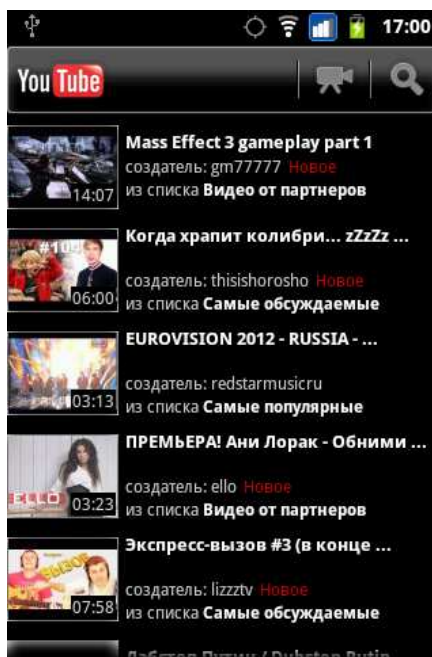 17:00
You Tube
Mass Effect 3 gameplay part 1
создатель: gm77777 Новое
14:07
из списка Видео от партнеров
Когда храпит колибри... zZzZz ...
#104
создатель: thisishorosho Новое
06:00
из списка Самые обсуждаемые
EUROVISION 2012 - RUSSIA - ...
создатель: redstarmusicru
03:13
из списка Самые популярные
ПРЕМЬЕРА! Ани Лорак - Обними ...
создатель: ello Новое
ELLO
03:23
из списка Видео от партнеров
Экспресс-вызов #3 (в конце ...
ВЫЗОВ
создатель: lizzztv Новое
07:58
из списка Самые обсуждаемые